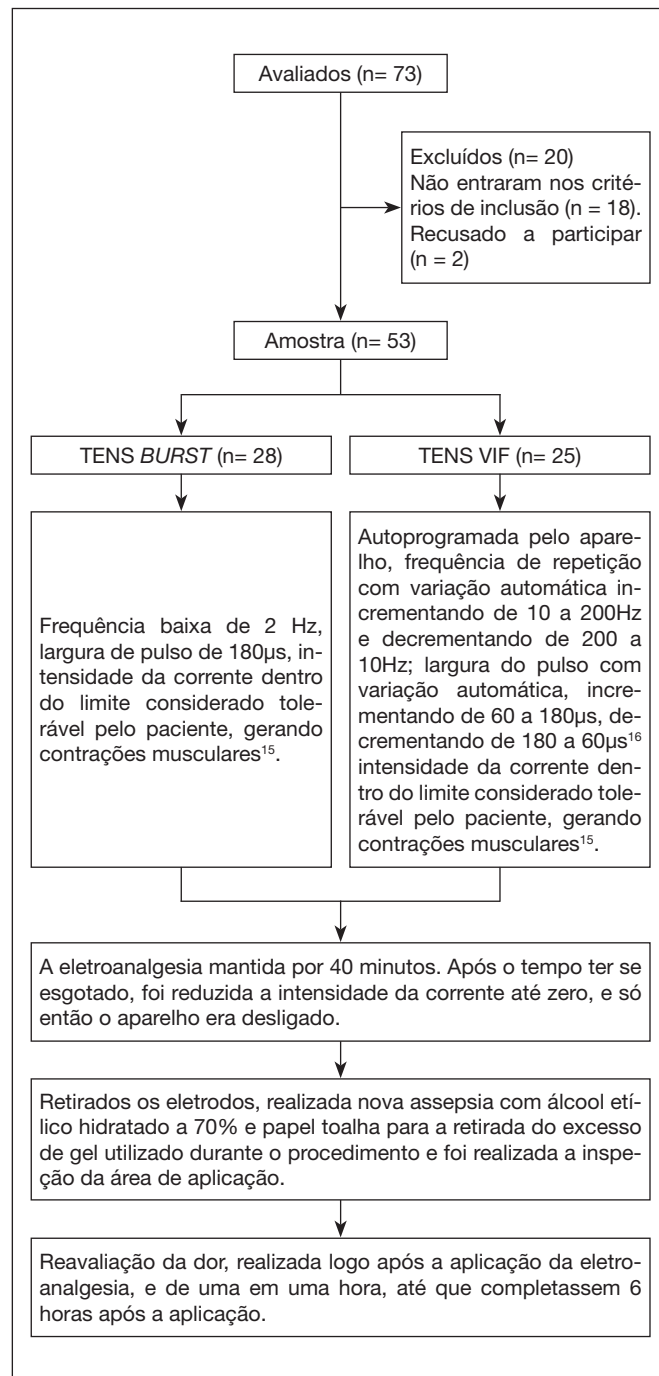 Avaliados (n= 73)
Excluídos (n= 20)
Não entraram nos crité-
rios de inclusão (n = 18).
Recusado a participar
(n = 2)
Amostra (n= 53)
TENS BURST (n= 28)
TENS VIF (n= 25)
Frequência baixa de 2 Hz,
largura de pulso de 180µs, in-
tensidade da corrente dentro
do limite considerado tole-
rável pelo paciente, gerando
contrações musculares¹⁵.
Autoprogramada pelo apare-
lho, frequência de repetição
com variação automática in-
crementando de 10 a 200Hz
e decrementando de 200 a
10Hz; largura do pulso com
variação automática, incre-
mentando de 60 a 180µs, de-
crementando de 180 a 60µs¹⁶
intensidade da corrente den-
tro do limite considerado tole-
rável pelo paciente, gerando
contrações musculares¹⁵.
A eletroanalgesia mantida por 40 minutos. Após o tempo ter se
esgotado, foi reduzida a intensidade da corrente até zero, e só
então o aparelho era desligado.
Retirados os eletrodos, realizada nova assepsia com álcool etí-
lico hidratado a 70% e papel toalha para a retirada do excesso
de gel utilizado durante o procedimento e foi realizada a inspe-
ção da área de aplicação.
Reavaliação da dor, realizada logo após a aplicação da eletro-
analgesia, e de uma em uma hora, até que completassem 6
horas após a aplicação.